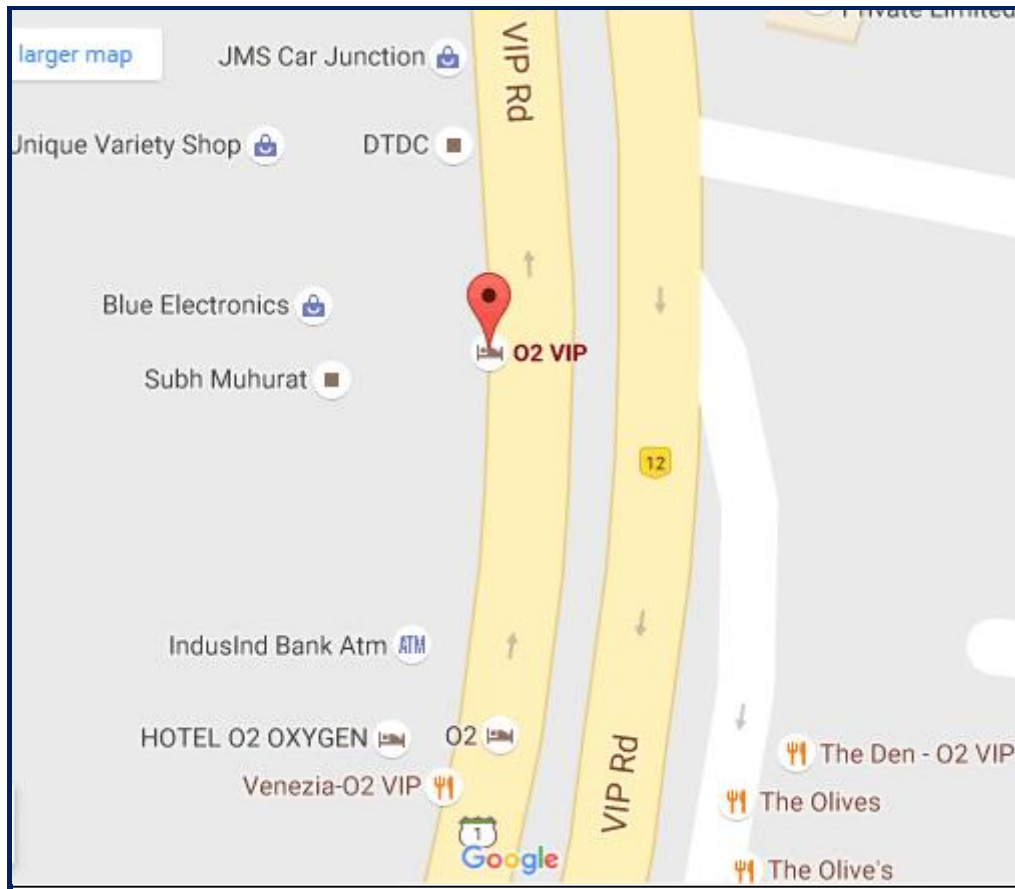 Private Limited
larger map
JMS Car Junction
VIP Rd
Unique Variety Shop
DTDC
Blue Electronics
O2 VIP
Subh Muhurat
12
IndusInd Bank Atm
ATM
HOTEL O2 OXYGEN
O2
VIP Rd
The Den - O2 VIP
Venezia-O2 VIP
The Olives
1
Google
The Olive's